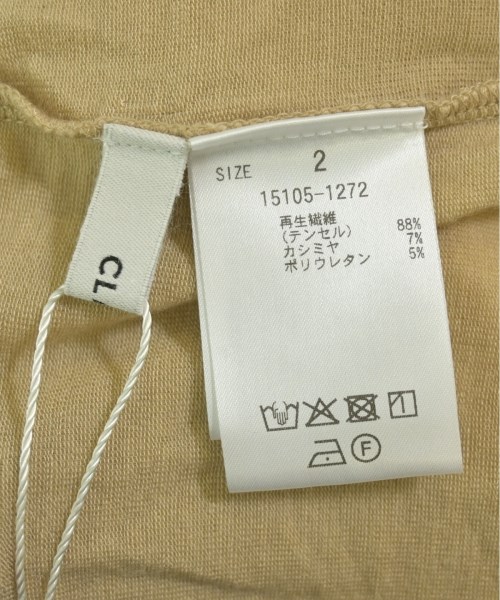 SIZE 2
15105-1272
再生繊維 88%
(テンセル)
カシミヤ 7%
ポリウレタン 5%
F
CL